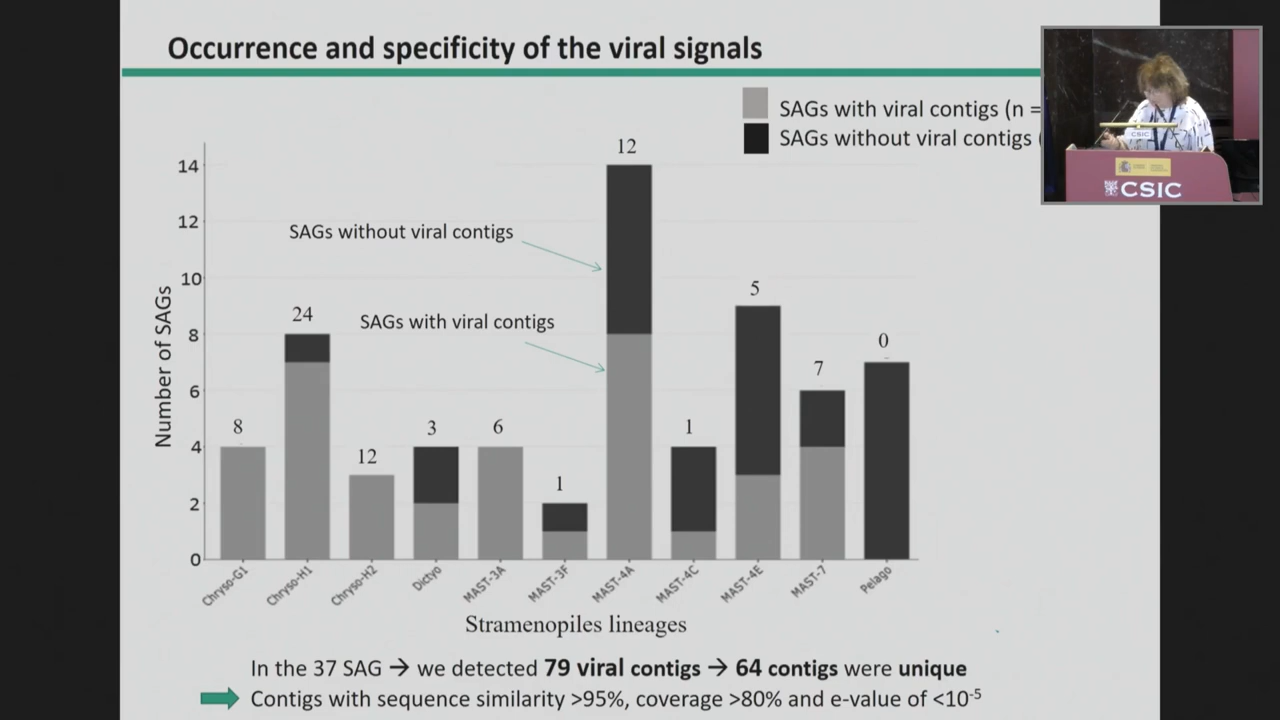 Occurrence and specificity of the viral signals
SAGs with viral contigs (n =
SAGs without viral contigs (
CSIC
CSIC
14
12
10
8
6
4
2
0
Number of SAGs
SAGs without viral contigs
SAGs with viral contigs
8
24
12
3
6
1
12
1
5
7
0
Chryso-G1
Chryso-H1
Chryso-H2
Dictyo
MAST-3A
MAST-3F
MAST-4A
MAST-4C
MAST-4E
MAST-7
Pelago
Stramenopiles lineages
In the 37 SAG → we detected 79 viral contigs → 64 contigs were unique
Contigs with sequence similarity >95%, coverage >80% and e-value of <10⁻⁵